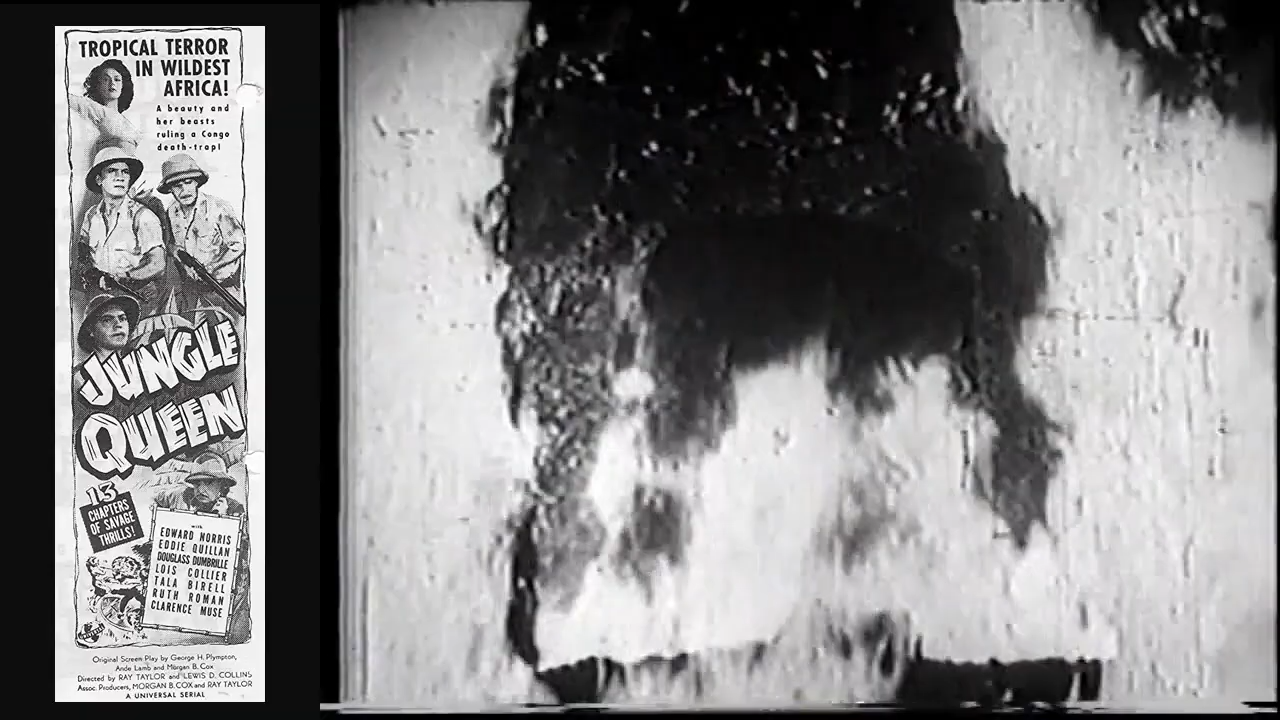 TROPICAL TERROR
IN WILDEST
AFRICA!
A beauty and
her beasts
ruling a Congo
death-trap!
JUNGLE
QUEEN
13
CHAPTERS
OF SAVAGE
THRILLS!
with
EDWARD NORRIS
EDDIE QUILLAN
DOUGLASS DUMBRILLE
LOIS COLLIER
TALA BIRELL
RUTH ROMAN
CLARENCE MUSE
Original Screen Play by George H. Plympton,
Ande Lamb and Morgan B. Cox
Directed by RAY TAYLOR and LEWIS D. COLLINS
Assoc. Producers, MORGAN B. COX and RAY TAYLOR
A UNIVERSAL SERIAL